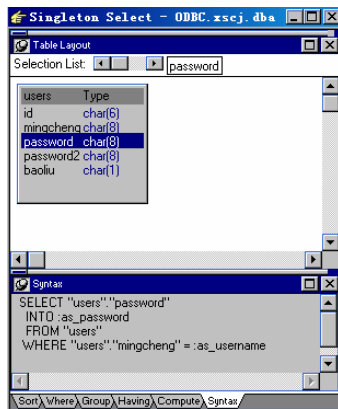 Singleton Select - ODBC.xscj.dba
Table Layout
Selection List: password
users Type
id char(6)
mingcheng char(8)
password char(8)
password2 char(8)
baoliu char(1)
Syntax
SELECT "users"."password"
INTO :as_password
FROM "users"
WHERE "users"."mingcheng" = :as_username
Sort Where Group Having Compute Syntax